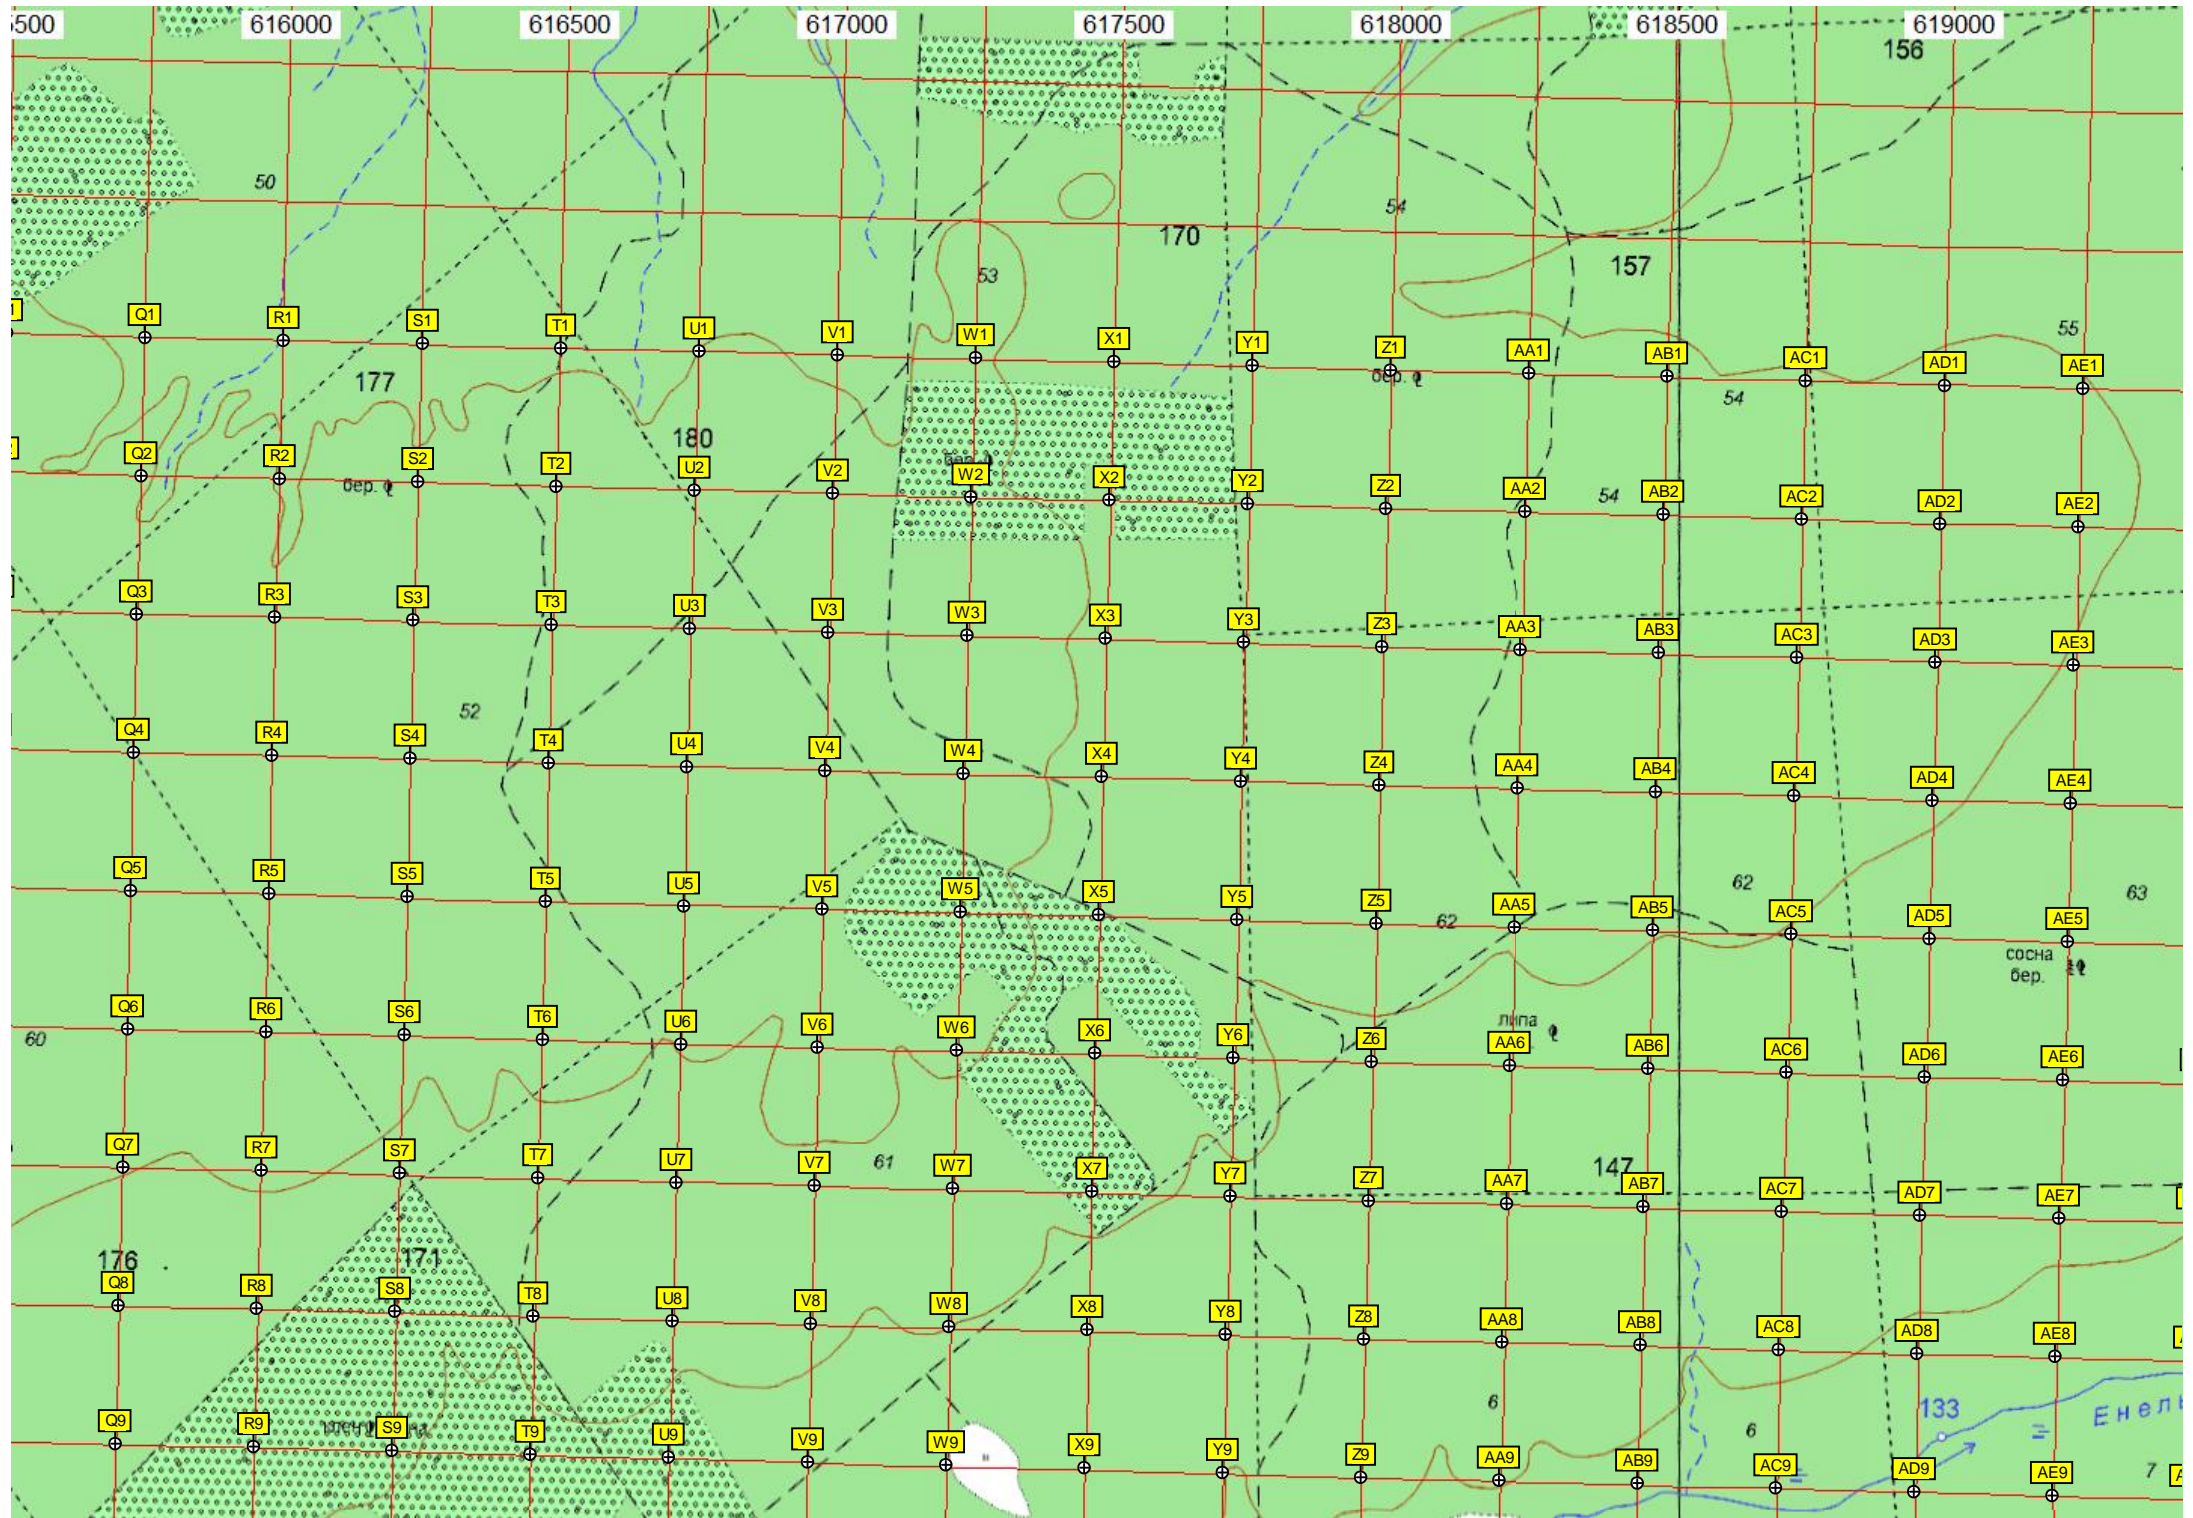 616000 616500 617000 617500 618000 618500 619000
156
50
54
170
53
157
55
Q1 R1 S1 T1 U1 V1 W1 X1 Y1 Z1 AA1 AB1 AC1 AD1 AE1
бер.
177
54
180
Q2 R2 S2 T2 U2 V2 W2 X2 Y2 Z2 AA2 AB2 AC2 AD2 AE2
бер.
54
Q3 R3 S3 T3 U3 V3 W3 X3 Y3 Z3 AA3 AB3 AC3 AD3 AE3
52
Q4 R4 S4 T4 U4 V4 W4 X4 Y4 Z4 AA4 AB4 AC4 AD4 AE4
62
63
Q5 R5 S5 T5 U5 V5 W5 X5 Y5 Z5 AA5 AB5 AC5 AD5 AE5
62
сосна
бер.
липа
Q6 R6 S6 T6 U6 V6 W6 X6 Y6 Z6 AA6 AB6 AC6 AD6 AE6
60
Q7 R7 S7 T7 U7 V7 W7 X7 Y7 Z7 AA7 AB7 AC7 AD7 AE7
61
147
176
171
Q8 R8 S8 T8 U8 V8 W8 X8 Y8 Z8 AA8 AB8 AC8 AD8 AE8
6
133
Енель
6
Q9 R9 S9 T9 U9 V9 W9 X9 Y9 Z9 AA9 AB9 AC9 AD9 AE9
7